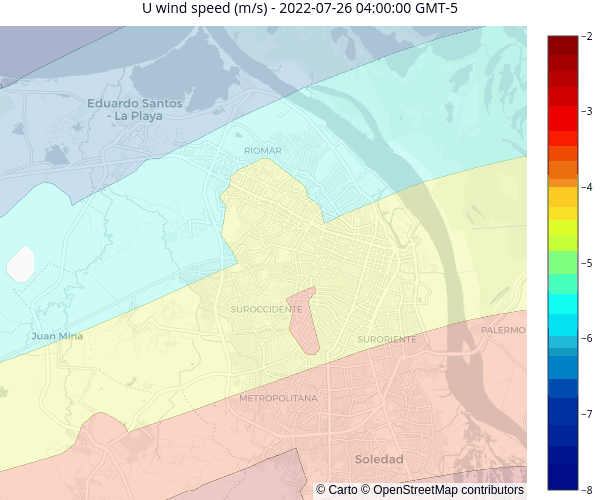 U wind speed (m/s) - 2022-07-26 04:00:00 GMT-5
Eduardo Santos
- La Playa
RIOMAR
SUROCCIDENTE
Juan Mina
SURORIENTE
PALERMO
METROPOLITANA
Soledad
© Carto © OpenStreetMap contributors
−2
−3
−4
−5
−6
−7
−8